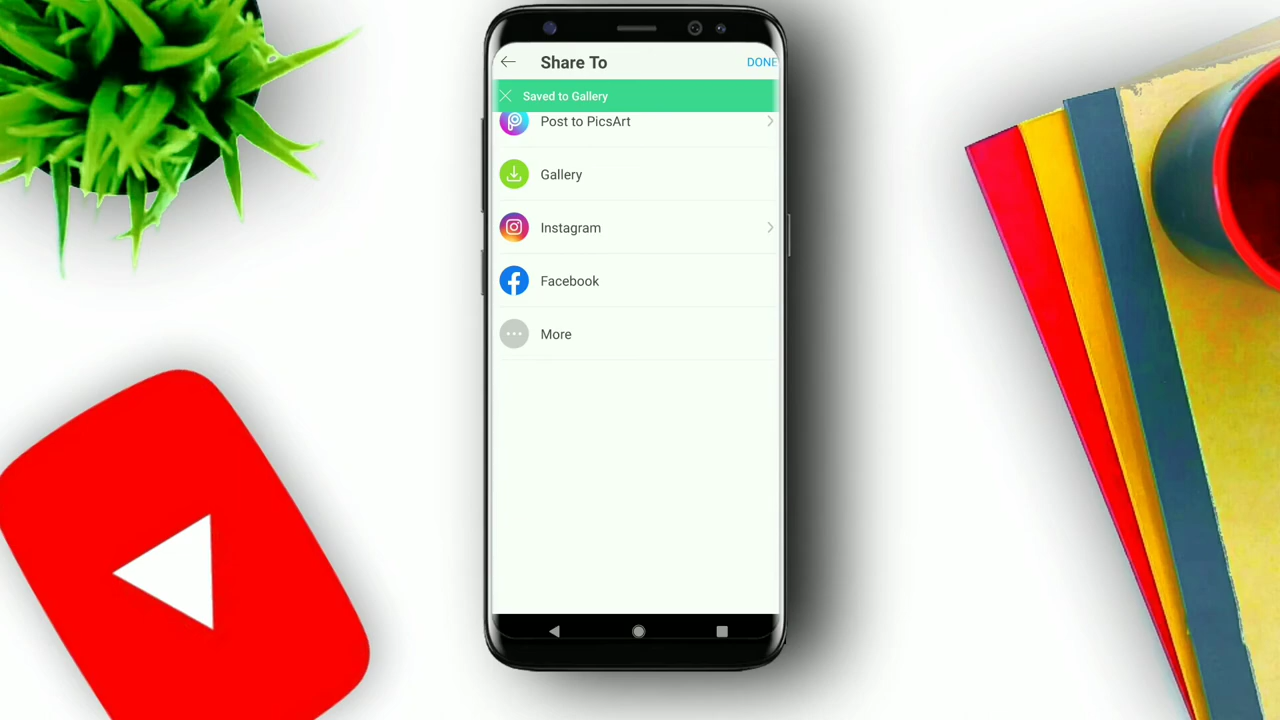 Share To
DONE
Saved to Gallery
Post to PicsArt
Gallery
Instagram
Facebook
More